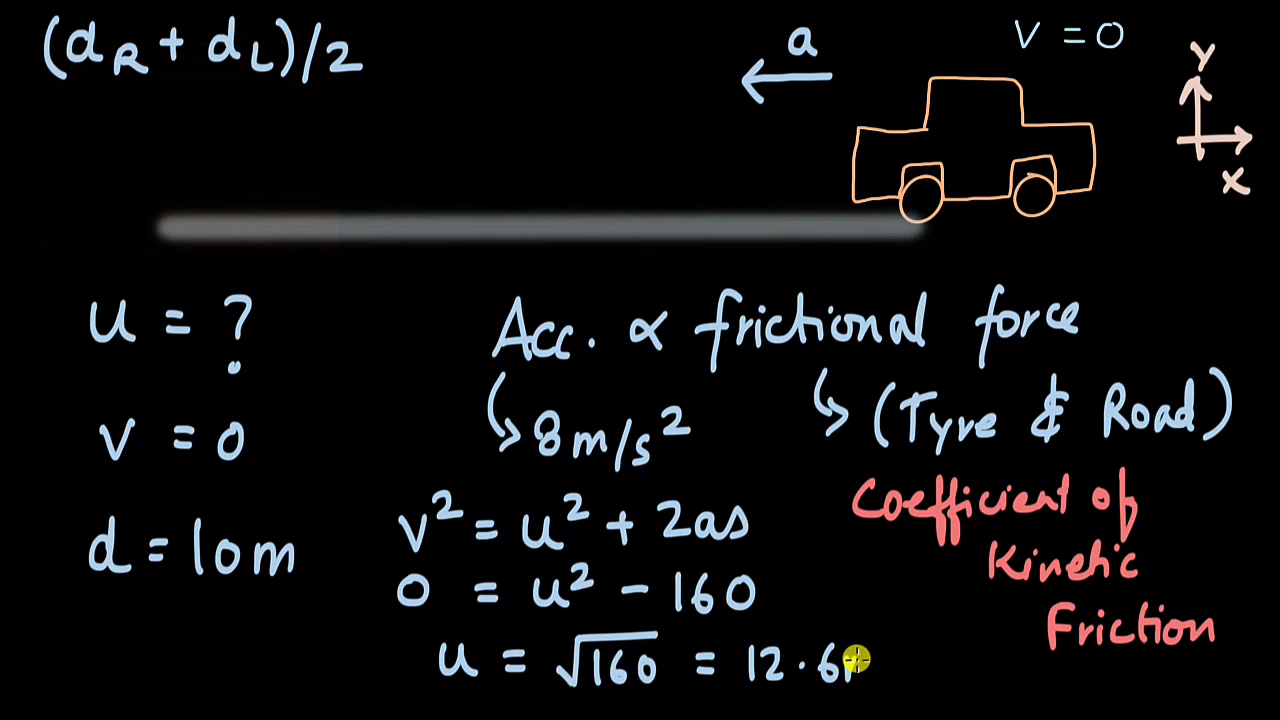 (dR + dL)/2
a
v = 0
Y
X
u = ?
Acc. ∝ frictional force
8m/s²
(Tyre & Road)
v = 0
Coefficient of
Kinetic
Friction
d = 10m
v² = u² + 2as
0 = u² - 160
u = √160 = 12.6